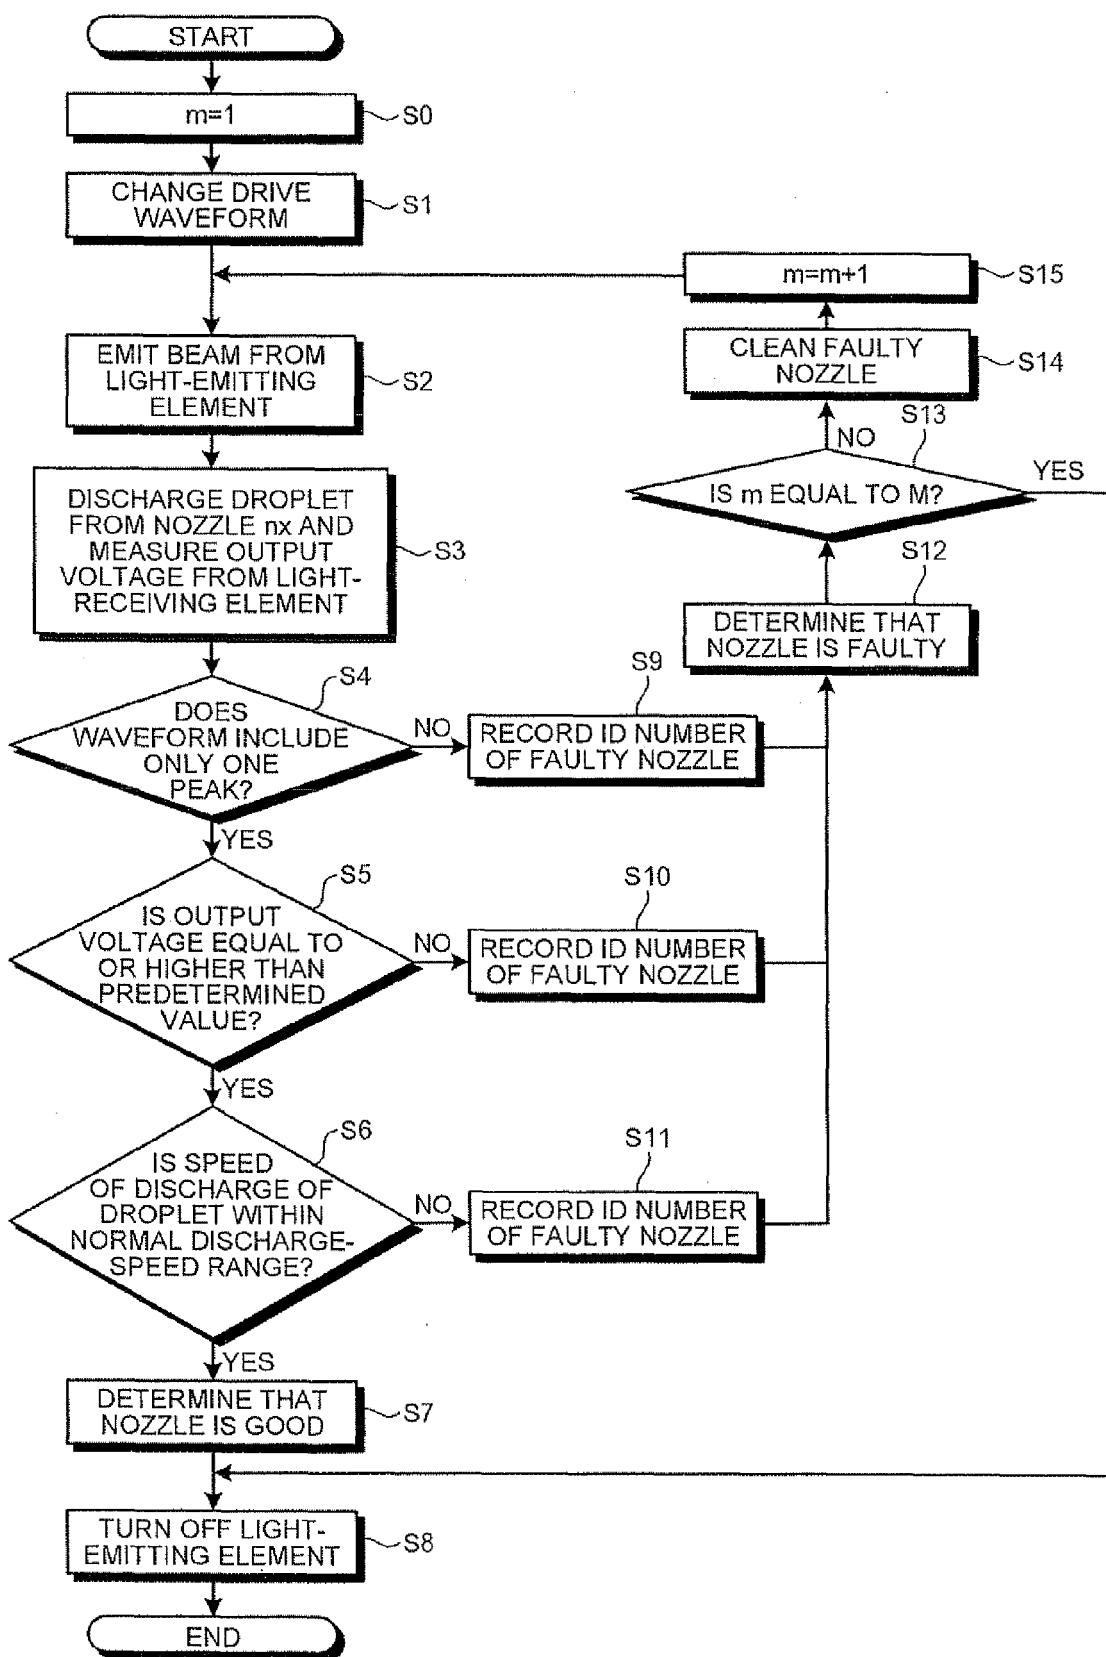 START
m=1
S0
CHANGE DRIVE
WAVEFORM
S1
m=m+1
S15
EMIT BEAM FROM
LIGHT-EMITTING
ELEMENT
S2
CLEAN FAULTY
NOZZLE
S14
S13
NO
IS m EQUAL TO M?
YES
DISCHARGE DROPLET
FROM NOZZLE nx AND
MEASURE OUTPUT
VOLTAGE FROM LIGHT-
RECEIVING ELEMENT
S3
S12
DETERMINE THAT
NOZZLE IS FAULTY
S4
DOES
WAVEFORM INCLUDE
ONLY ONE
PEAK?
NO
S9
RECORD ID NUMBER
OF FAULTY NOZZLE
YES
S5
IS OUTPUT
VOLTAGE EQUAL TO
OR HIGHER THAN
PREDETERMINED
VALUE?
NO
S10
RECORD ID NUMBER
OF FAULTY NOZZLE
YES
S6
IS SPEED
OF DISCHARGE OF
DROPLET WITHIN
NORMAL DISCHARGE-
SPEED RANGE?
NO
S11
RECORD ID NUMBER
OF FAULTY NOZZLE
YES
DETERMINE THAT
NOZZLE IS GOOD
S7
TURN OFF LIGHT-
EMITTING ELEMENT
S8
END